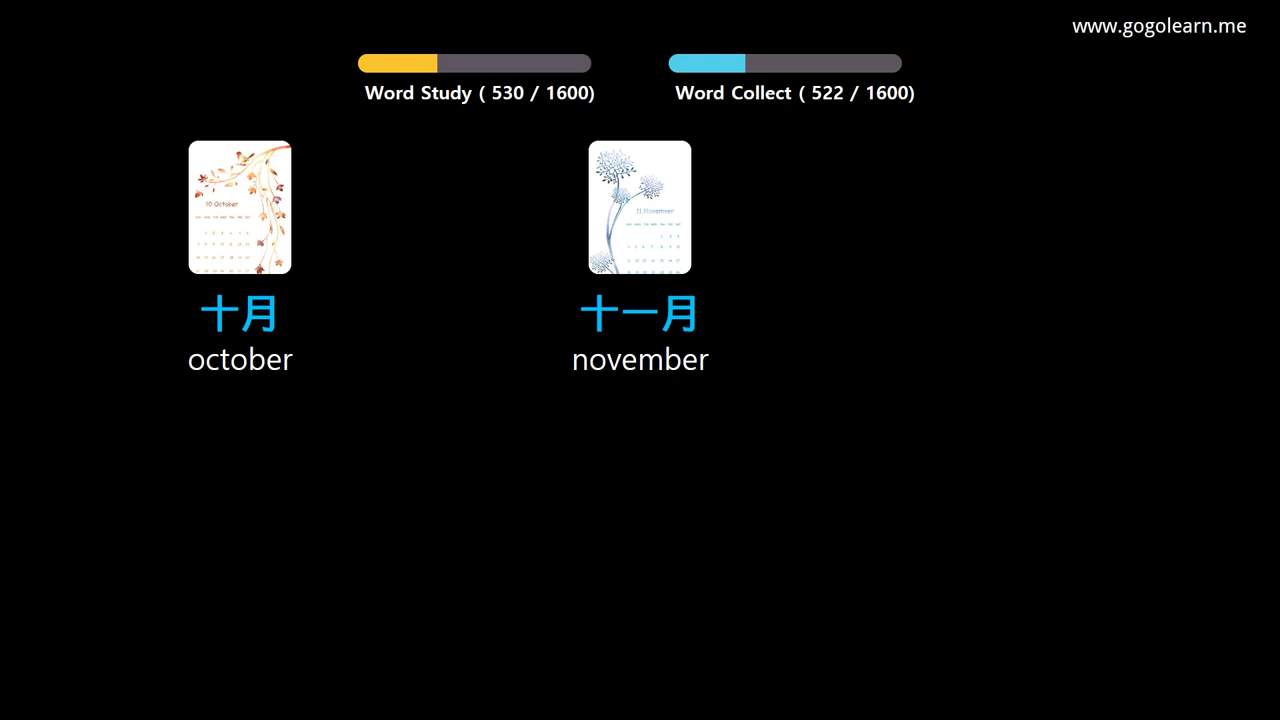 www.gogolearn.me
Word Study ( 530 / 1600)
Word Collect ( 522 / 1600)
10 October
11 Novemver
十月
十一月
october
november